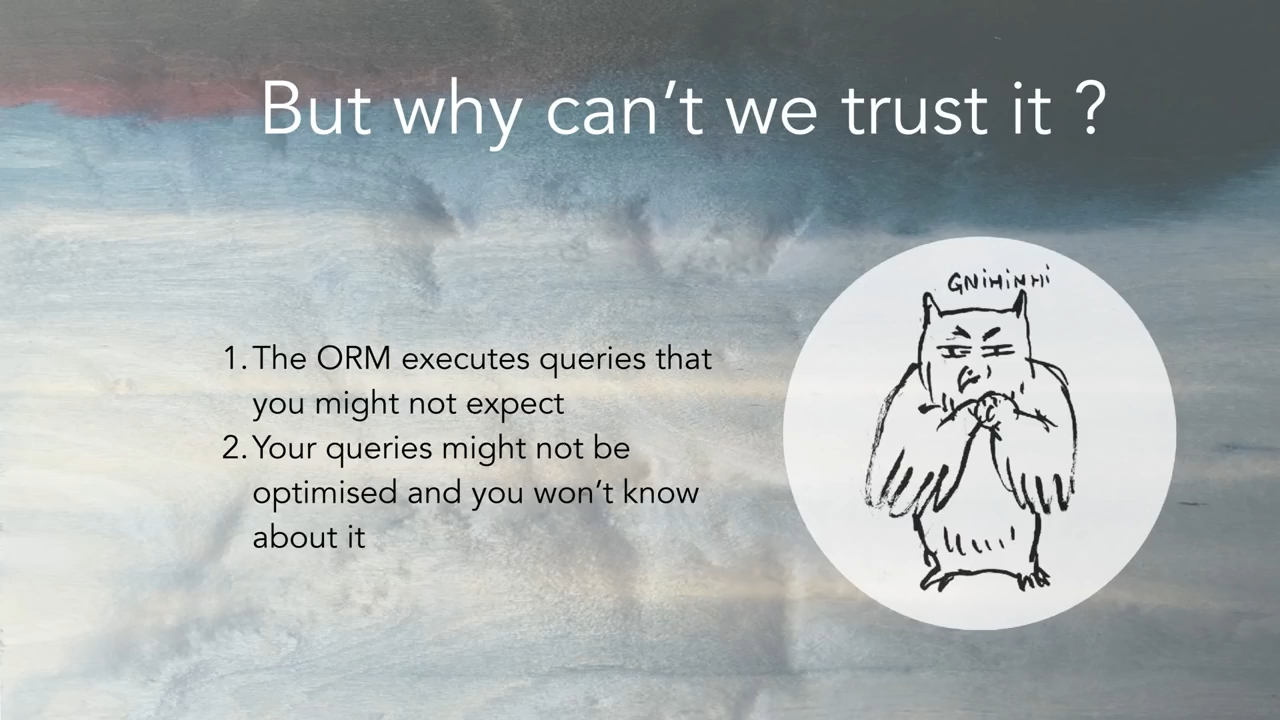 But why can’t we trust it ?
GNiHiNHi
1. The ORM executes queries that
you might not expect
2. Your queries might not be
optimised and you won’t know
about it